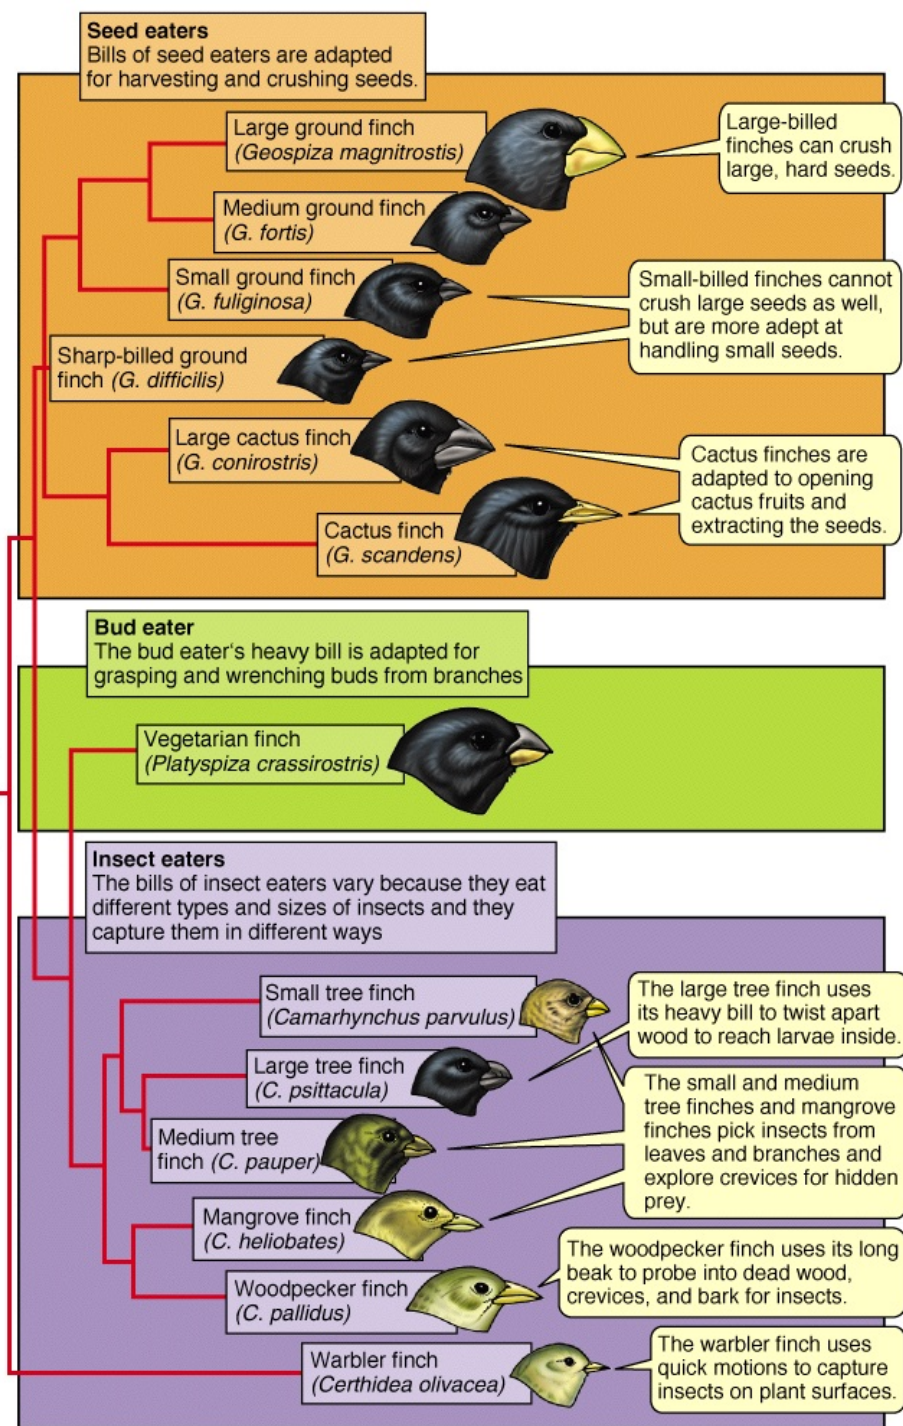 Seed eaters
Bills of seed eaters are adapted
for harvesting and crushing seeds.
Large ground finch
(Geospiza magnitrostis)
Large-billed
finches can crush
large, hard seeds.
Medium ground finch
(G. fortis)
Small ground finch
(G. fuliginosa)
Small-billed finches cannot
crush large seeds as well,
but are more adept at
handling small seeds.
Sharp-billed ground
finch (G. difficilis)
Large cactus finch
(G. conirostris)
Cactus finches are
adapted to opening
cactus fruits and
extracting the seeds.
Cactus finch
(G. scandens)
Bud eater
The bud eater‘s heavy bill is adapted for
grasping and wrenching buds from branches
Vegetarian finch
(Platyspiza crassirostris)
Insect eaters
The bills of insect eaters vary because they eat
different types and sizes of insects and they
capture them in different ways
Small tree finch
(Camarhynchus parvulus)
The large tree finch uses
its heavy bill to twist apart
wood to reach larvae inside.
Large tree finch
(C. psittacula)
The small and medium
tree finches and mangrove
finches pick insects from
leaves and branches and
explore crevices for hidden
prey.
Medium tree
finch (C. pauper)
Mangrove finch
(C. heliobates)
The woodpecker finch uses its long
beak to probe into dead wood,
crevices, and bark for insects.
Woodpecker finch
(C. pallidus)
Warbler finch
(Certhidea olivacea)
The warbler finch uses
quick motions to capture
insects on plant surfaces.